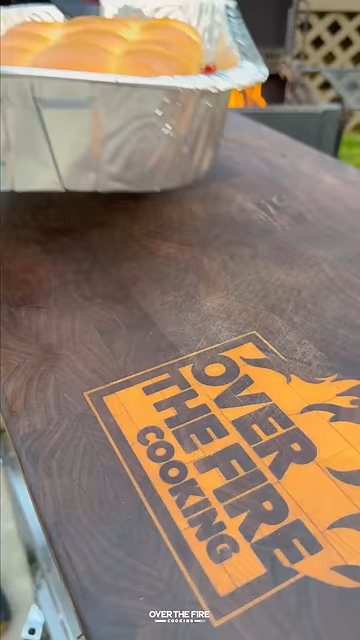 OVER
THE FIRE
COOKING
OVER THE FIRE
COOKING